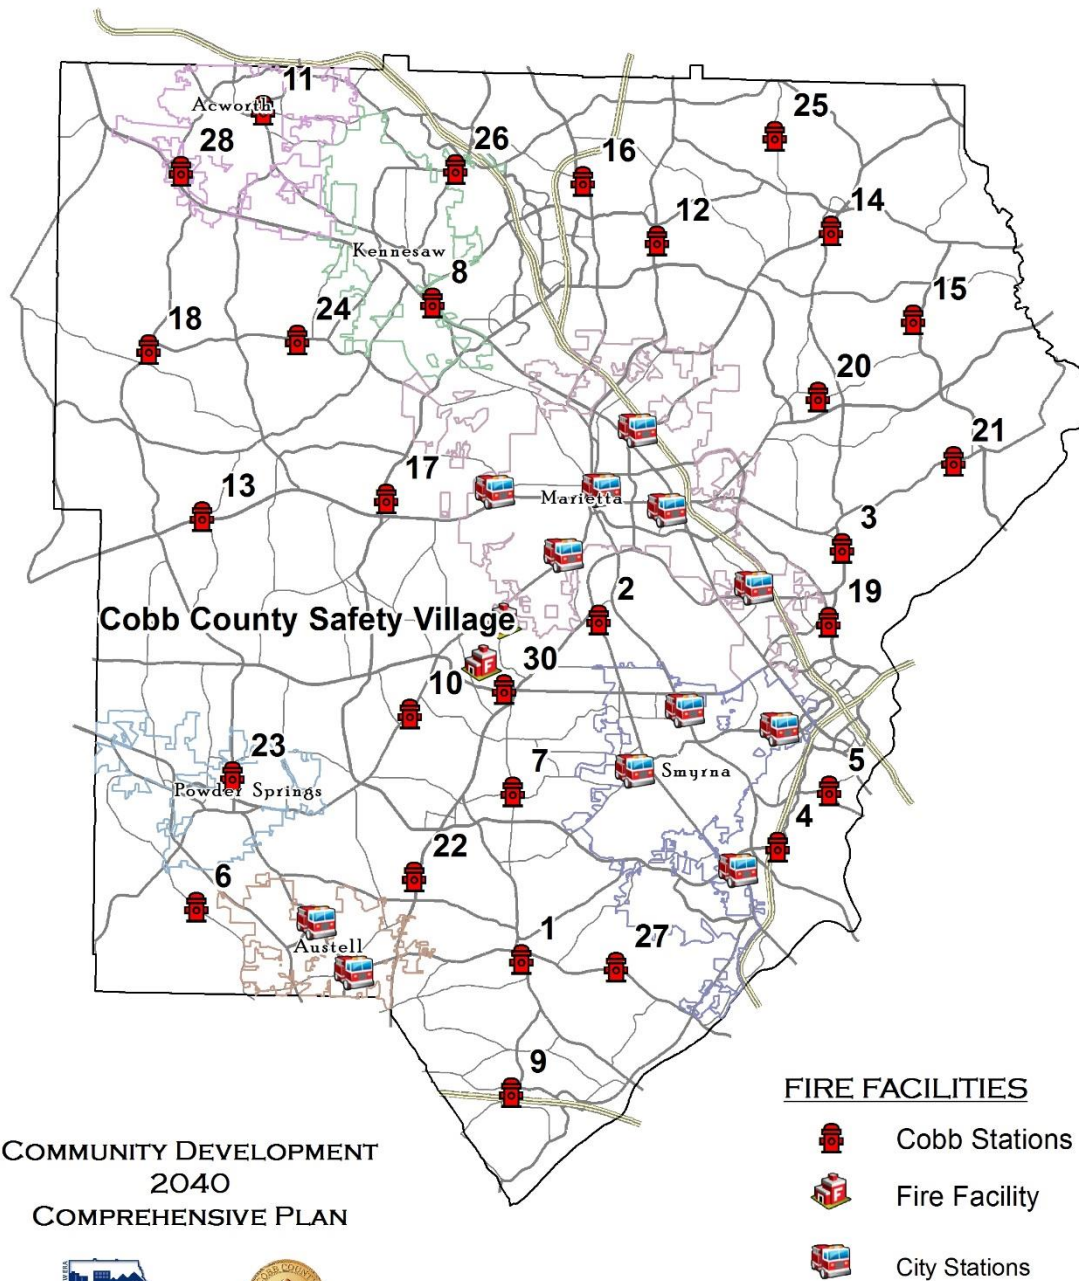 11
Acworth
25
28
26
16
12
14
Kennesaw
8
15
18
24
20
21
17
13
Marietta
3
2
19
Cobb County Safety Village
30
10
23
7
5
Smyrna
Powder Springs
4
22
6
1
27
Austell
9
FIRE FACILITIES
Cobb Stations
Fire Facility
City Stations
COMMUNITY DEVELOPMENT
2040
COMPREHENSIVE PLAN
COBB COUNTY